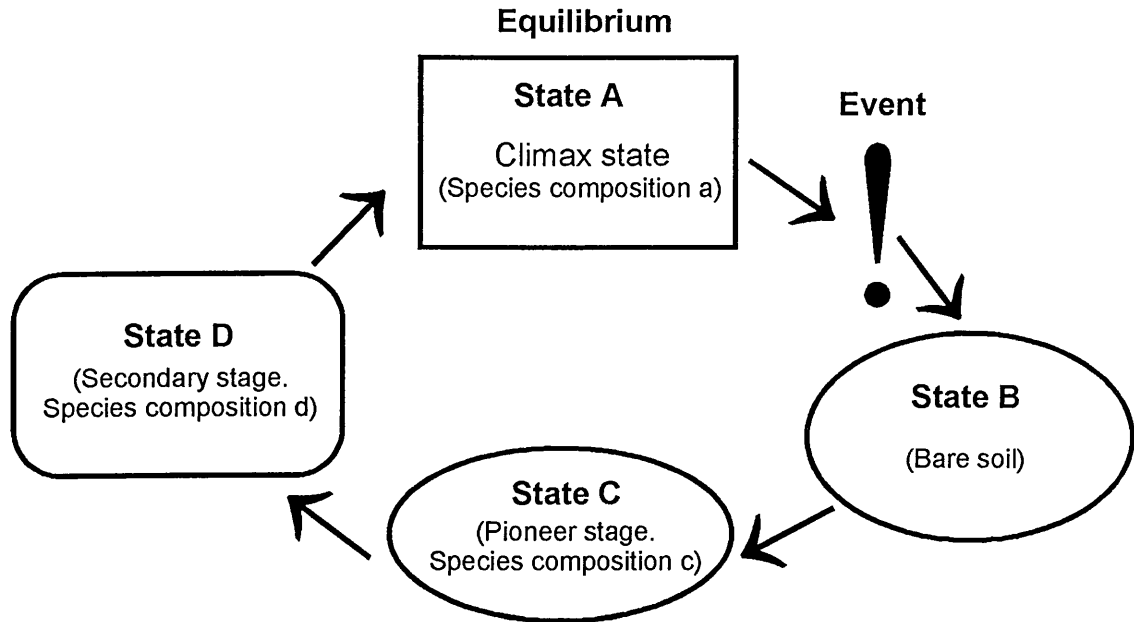 Equilibrium
State A
Climax state
(Species composition a)
Event
!
State B
(Bare soil)
State C
(Pioneer stage.
Species composition c)
State D
(Secondary stage.
Species composition d)